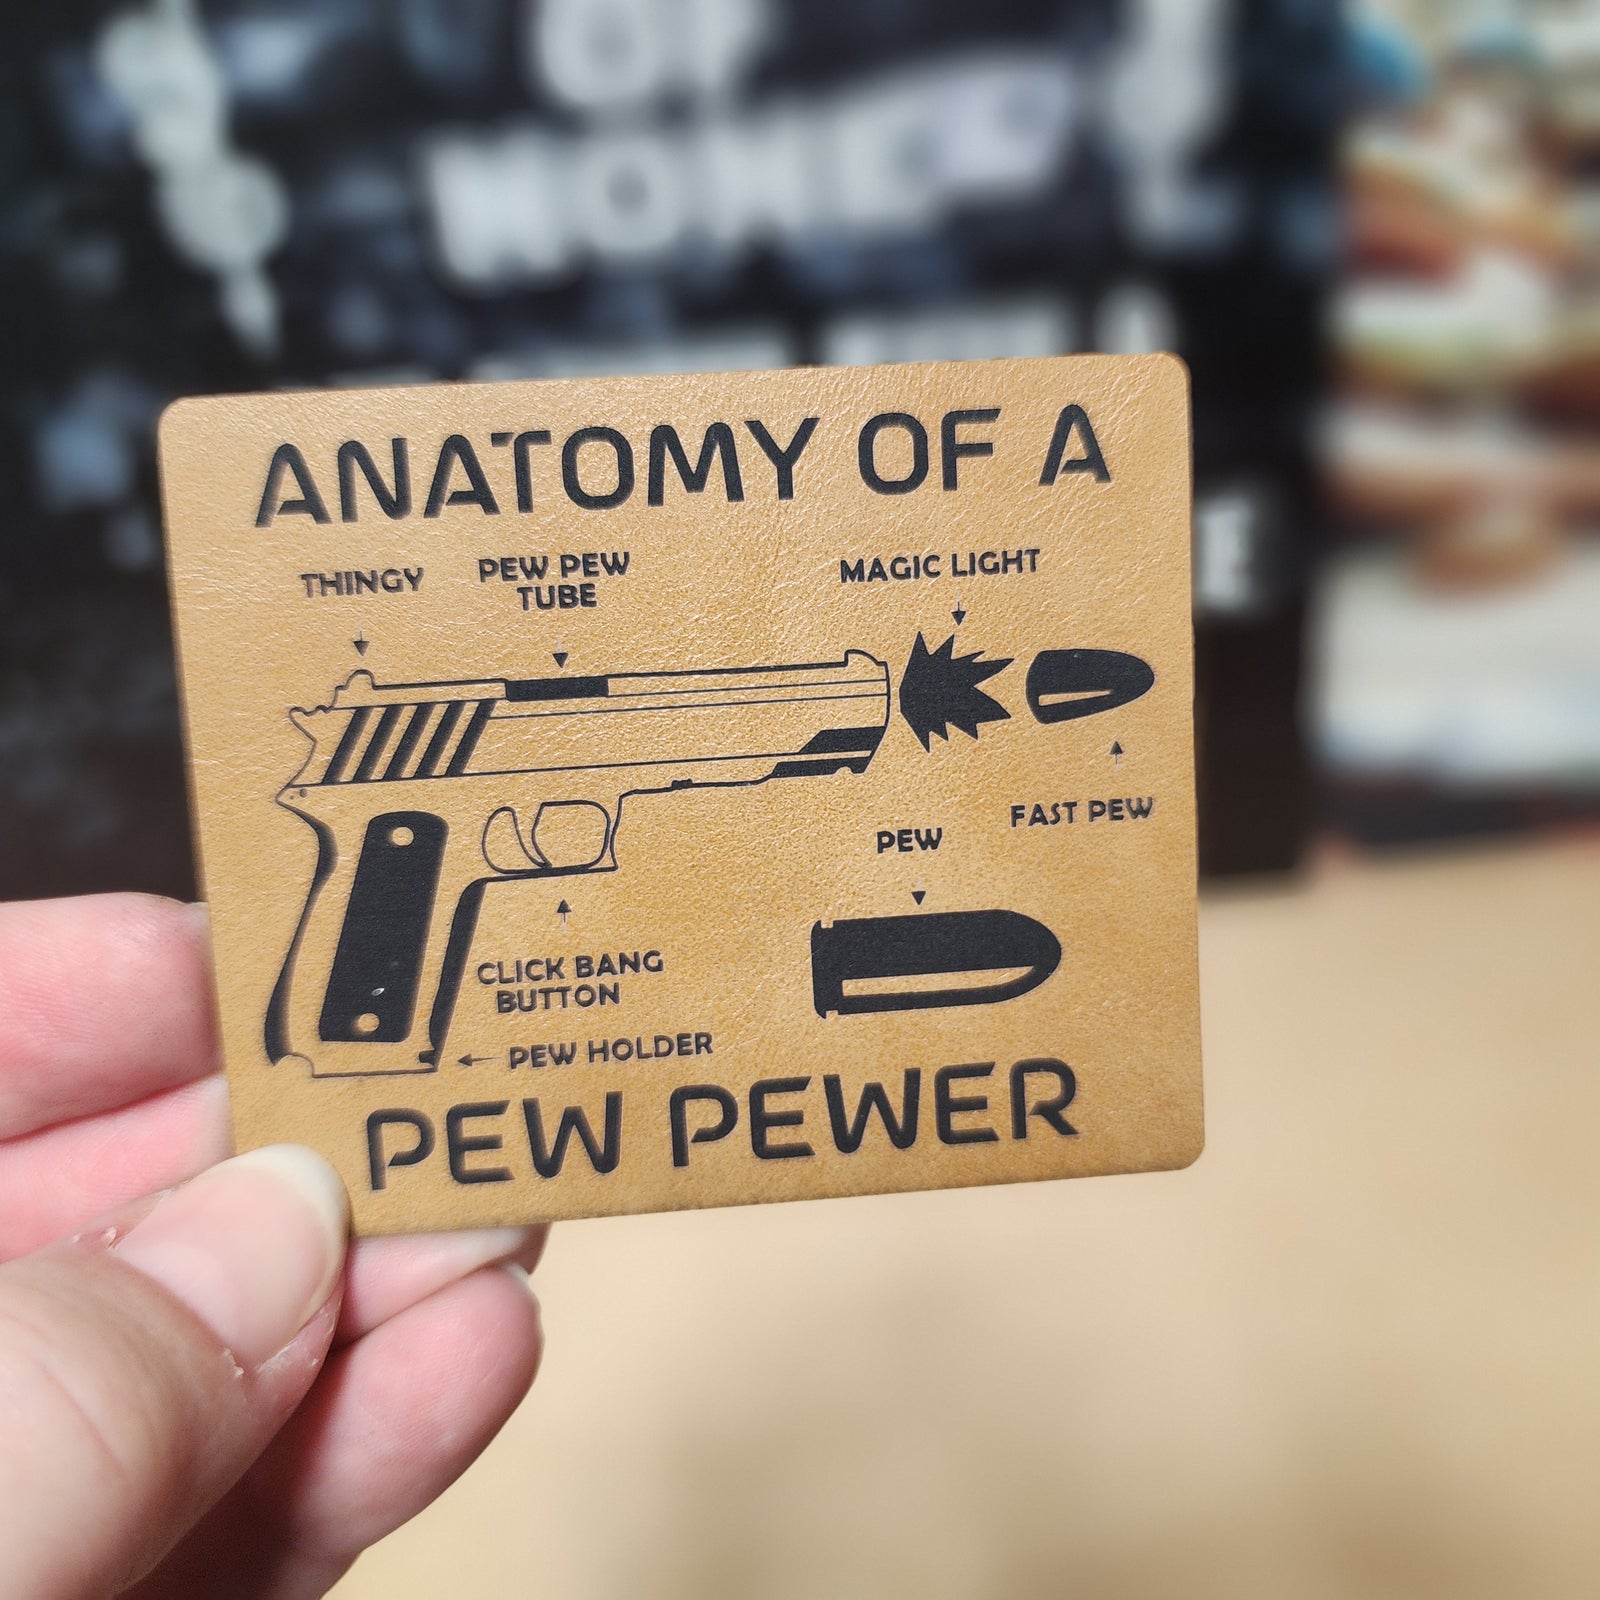 ANATOMY OF A
THINGY
PEW PEW
TUBE
MAGIC LIGHT
FAST PEW
PEW
CLICK BANG
BUTTON
PEW HOLDER
PEW PEWER